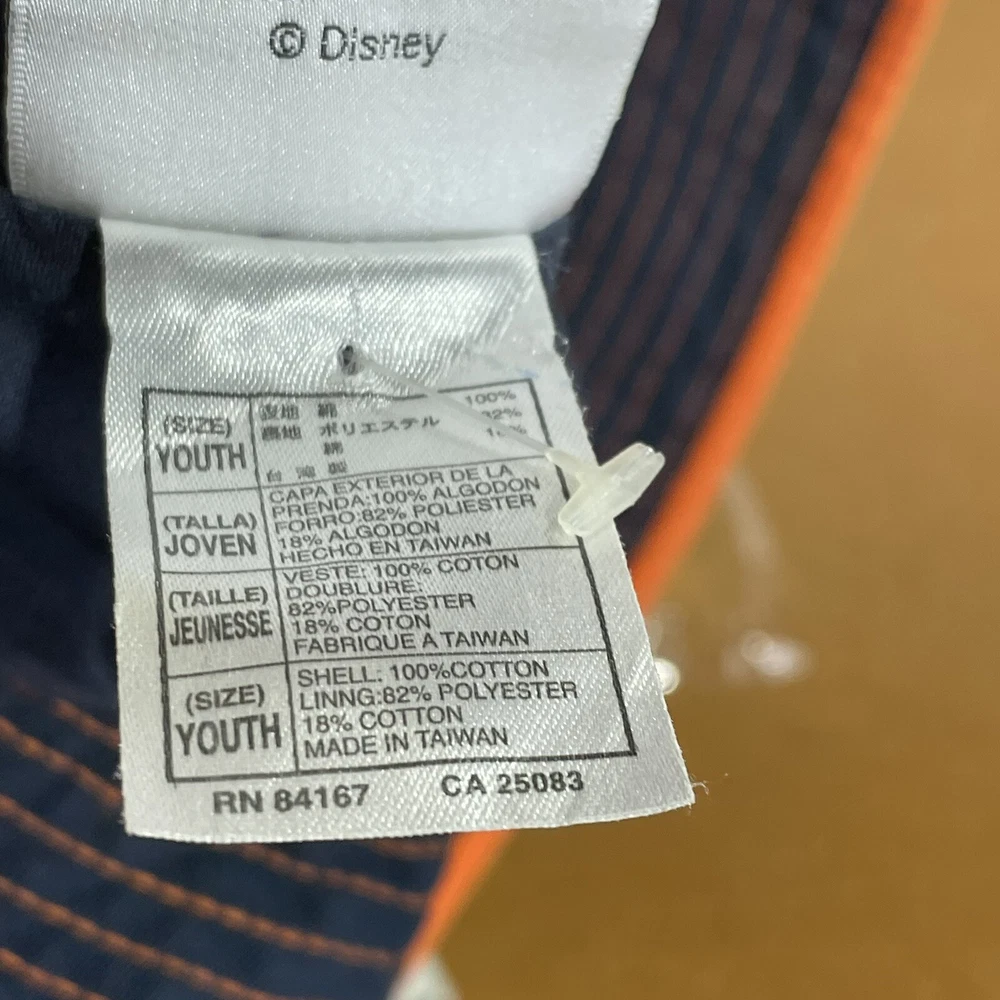 © Disney
(SIZE)
YOUTH
表地 綿 100%
裏地 ポリエステル 82%
綿
台湾製
(TALLA)
JOVEN
CAPA EXTERIOR DE LA
PRENDA:100% ALGODON
FORRO:82% POLIESTER
18% ALGODON
HECHO EN TAIWAN
(TAILLE)
JEUNESSE
VESTE: 100% COTON
DOUBLURE:
82%POLYESTER
18% COTON
FABRIQUE A TAIWAN
(SIZE)
YOUTH
SHELL: 100%COTTON
LINNG:82% POLYESTER
18% COTTON
MADE IN TAIWAN
RN 84167 CA 25083